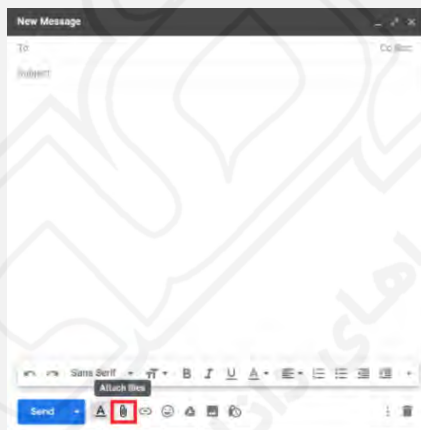 New Message
To Cc Bcc
Subject
Sans Serif
B I U A
Attach files
Send A